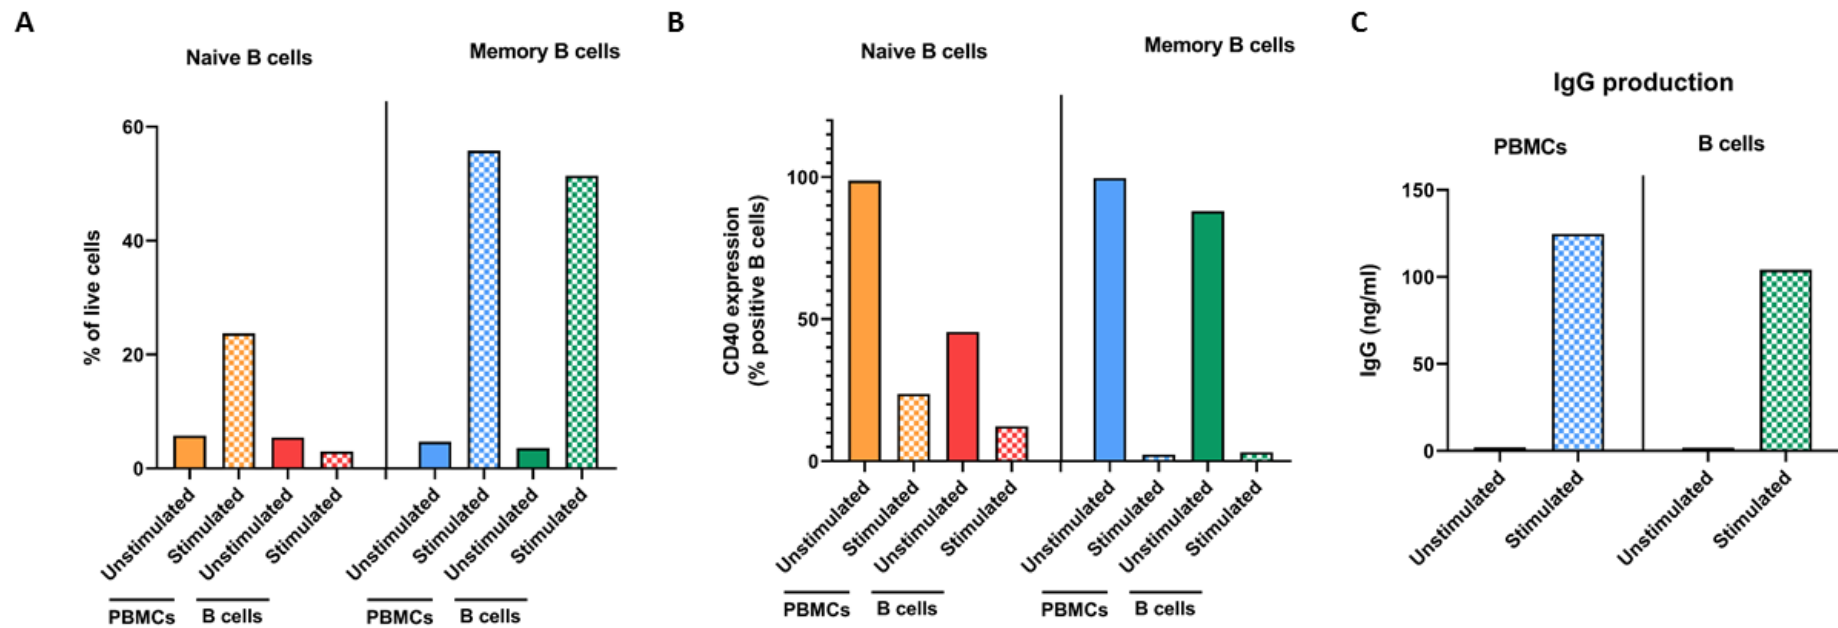 A
Naive B cells
Memory B cells
% of live cells
60
40
20
0
Unstimulated
Stimulated
Unstimulated
Stimulated
Unstimulated
Stimulated
Unstimulated
Stimulated
PBMCs
B cells
PBMCs
B cells
B
Naive B cells
Memory B cells
CD40 expression
(% positive B cells)
100
50
0
Unstimulated
Stimulated
Unstimulated
Stimulated
Unstimulated
Stimulated
Unstimulated
Stimulated
PBMCs
B cells
PBMCs
B cells
C
IgG production
PBMCs
B cells
IgG (ng/ml)
150
100
50
0
Unstimulated
Stimulated
Unstimulated
Stimulated